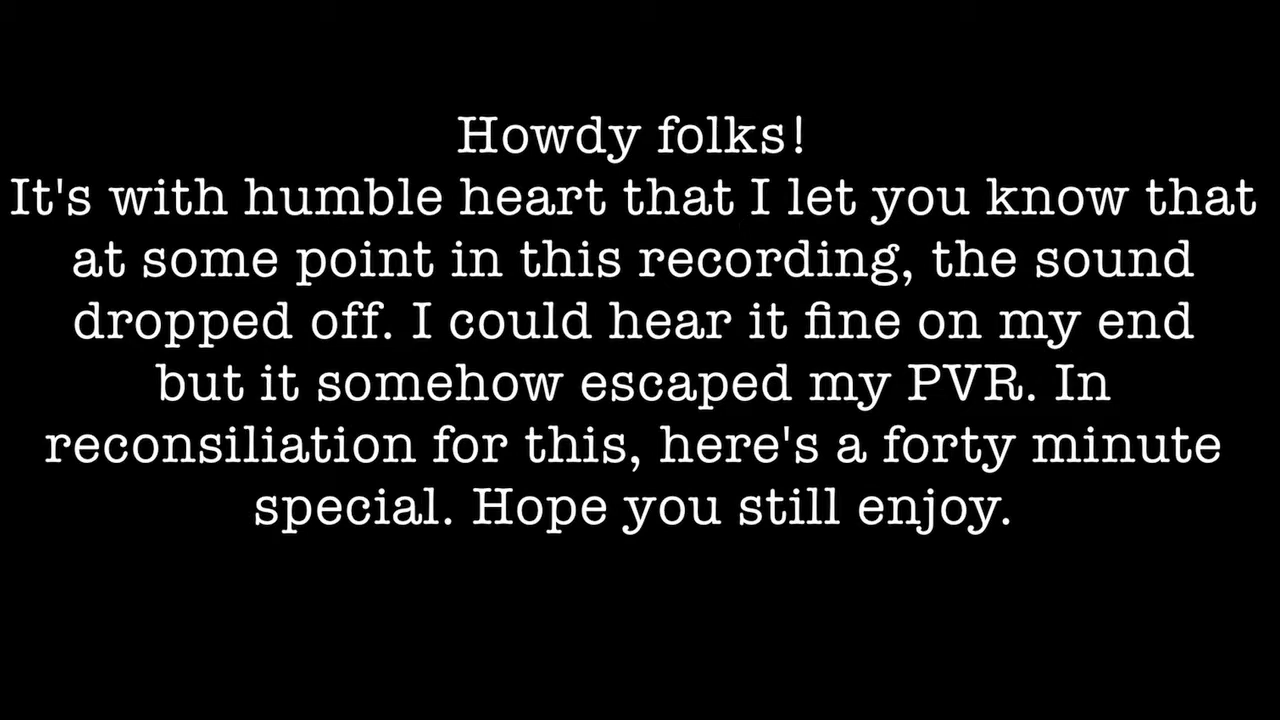 Howdy folks!
It's with humble heart that I let you know that
at some point in this recording, the sound
dropped off. I could hear it fine on my end
but it somehow escaped my PVR. In
reconsiliation for this, here's a forty minute
special. Hope you still enjoy.